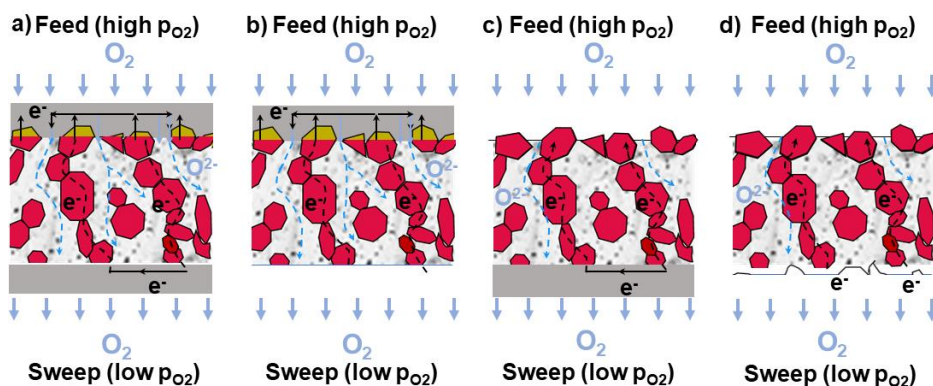 a) Feed (high pO2)
O2
e-
O2-
e-
e-
e-
O2
Sweep (low pO2)
b) Feed (high pO2)
O2
e-
O2-
e-
e-
O2
Sweep (low pO2)
c) Feed (high pO2)
O2
O2-
e-
e-
e-
O2
Sweep (low pO2)
d) Feed (high pO2)
O2
O2-
e-
e-
e-
e-
O2
Sweep (low pO2)